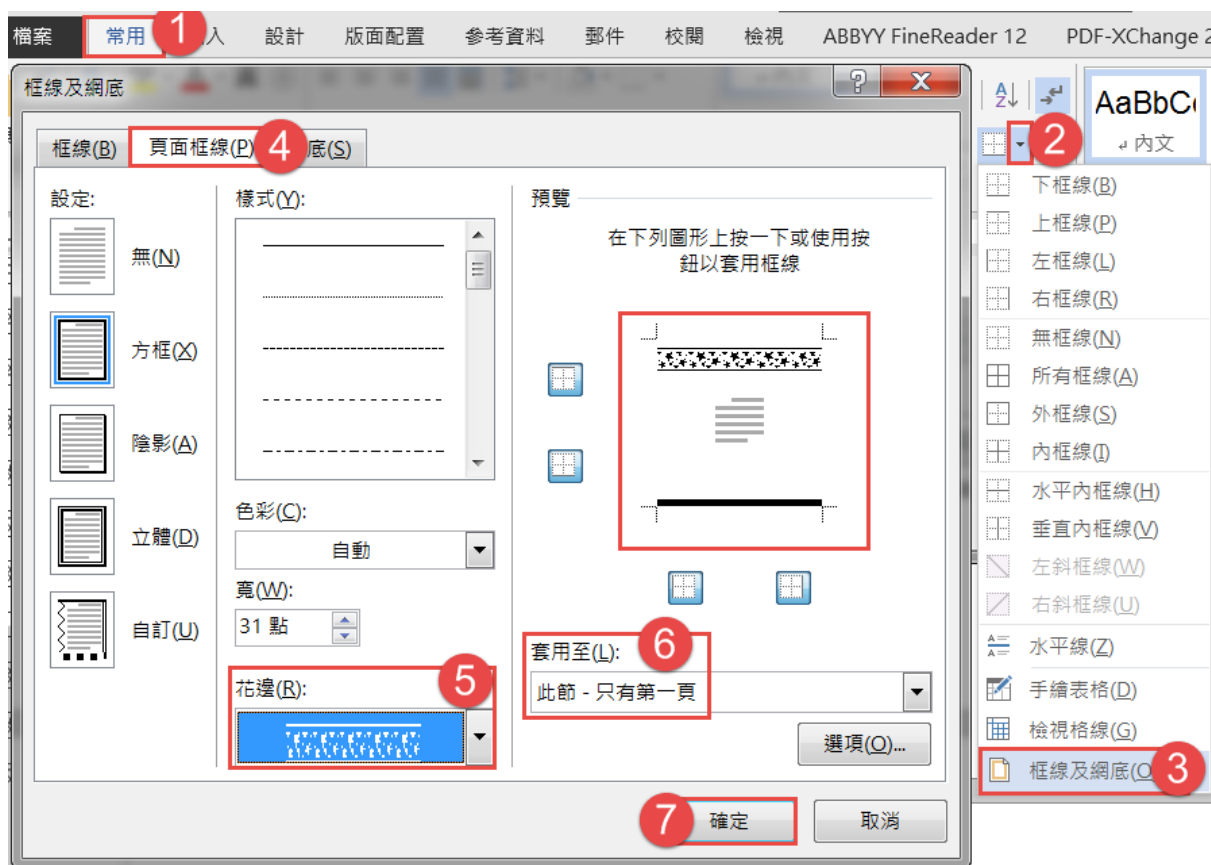 檔案 常用 1 入 設計 版面配置 參考資料 郵件 校閱 檢視 ABBYY FineReader 12 PDF-XChange 2
框線及網底
AaBbC
內文
2
框線(B) 頁面框線(P) 4 底(S)
設定:
無(N)
方框(X)
陰影(A)
立體(D)
自訂(U)
樣式(Y):
色彩(C):
自動
寬(W):
31 點
花邊(R):
5
預覽
在下列圖形上按一下或使用按
鈕以套用框線
套用至(L):
6
此節 - 只有第一頁
選項(O)...
7
確定
取消
下框線(B)
上框線(P)
左框線(L)
右框線(R)
無框線(N)
所有框線(A)
外框線(S)
內框線(I)
水平內框線(H)
垂直內框線(V)
左斜框線(W)
右斜框線(U)
水平線(Z)
手繪表格(D)
檢視格線(G)
框線及網底(O 3